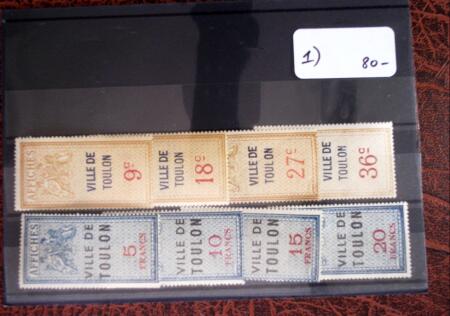 1) 80-
AFFICHES VILLE DE TOULON 9c
VILLE DE TOULON 18c
VILLE DE TOULON 27c
VILLE DE TOULON 36c
AFFICHES VILLE DE TOULON 5 FRANCS
VILLE DE TOULON 10 FRANCS
VILLE DE TOULON 15 FRANCS
VILLE DE TOULON 20 FRANCS